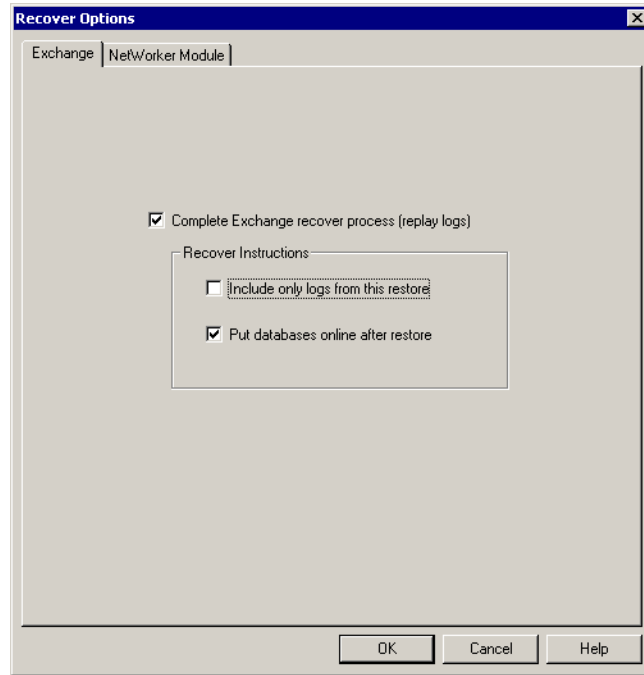 Recover Options
Exchange
NetWorker Module
Complete Exchange recover process (replay logs)
Recover Instructions
Include only logs from this restore
Put databases online after restore
OK
Cancel
Help